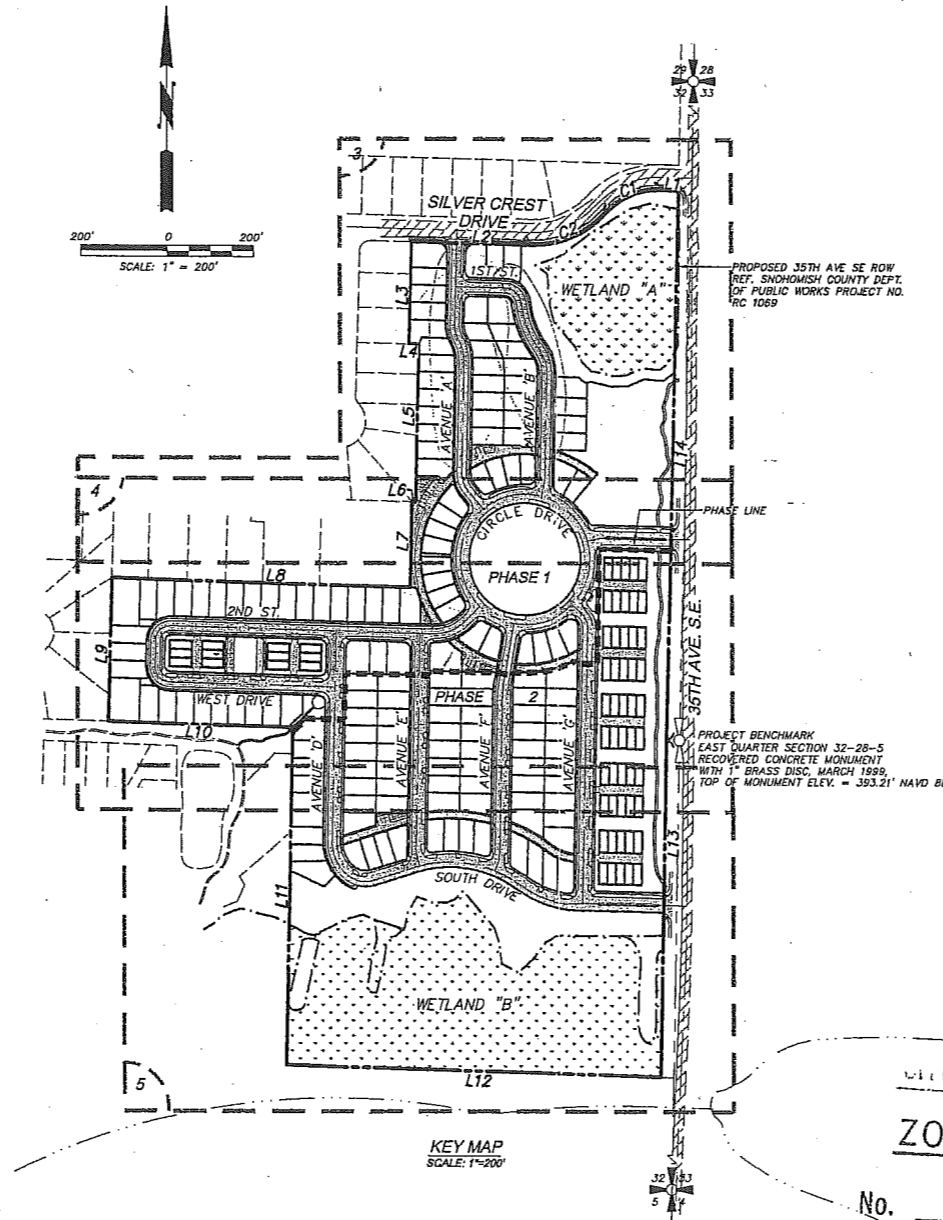 29 28
32 33
3
SILVER CREST
DRIVE
C1
L1
C2
L2
200' 0 200'
SCALE: 1" = 200'
1ST ST.
WETLAND "A"
PROPOSED 35TH AVE SE ROW
REF. SNOHOMISH COUNTY DEPT.
OF PUBLIC WORKS PROJECT NO.
RC 1069
L3
L4
AVENUE 'A'
AVENUE 'B'
L5
L14
L6
4
PHASE LINE
CIRCLE DRIVE
L7
PHASE 1
L8
2ND ST.
L9
35TH AVE. S.E.
WEST DRIVE
PHASE 2
L10
AVENUE 'D'
AVENUE 'E'
AVENUE 'F'
AVENUE 'G'
PROJECT BENCHMARK
EAST QUARTER SECTION 32-28-5
RECOVERED CONCRETE MONUMENT
WITH 1" BRASS DISC, MARCH 1999,
TOP OF MONUMENT ELEV. = 393.21' NAVD 88
L13
SOUTH DRIVE
L11
WETLAND "B"
L12
5
KEY MAP
SCALE: 1"=200'
ZO
32 33
5 4
No.